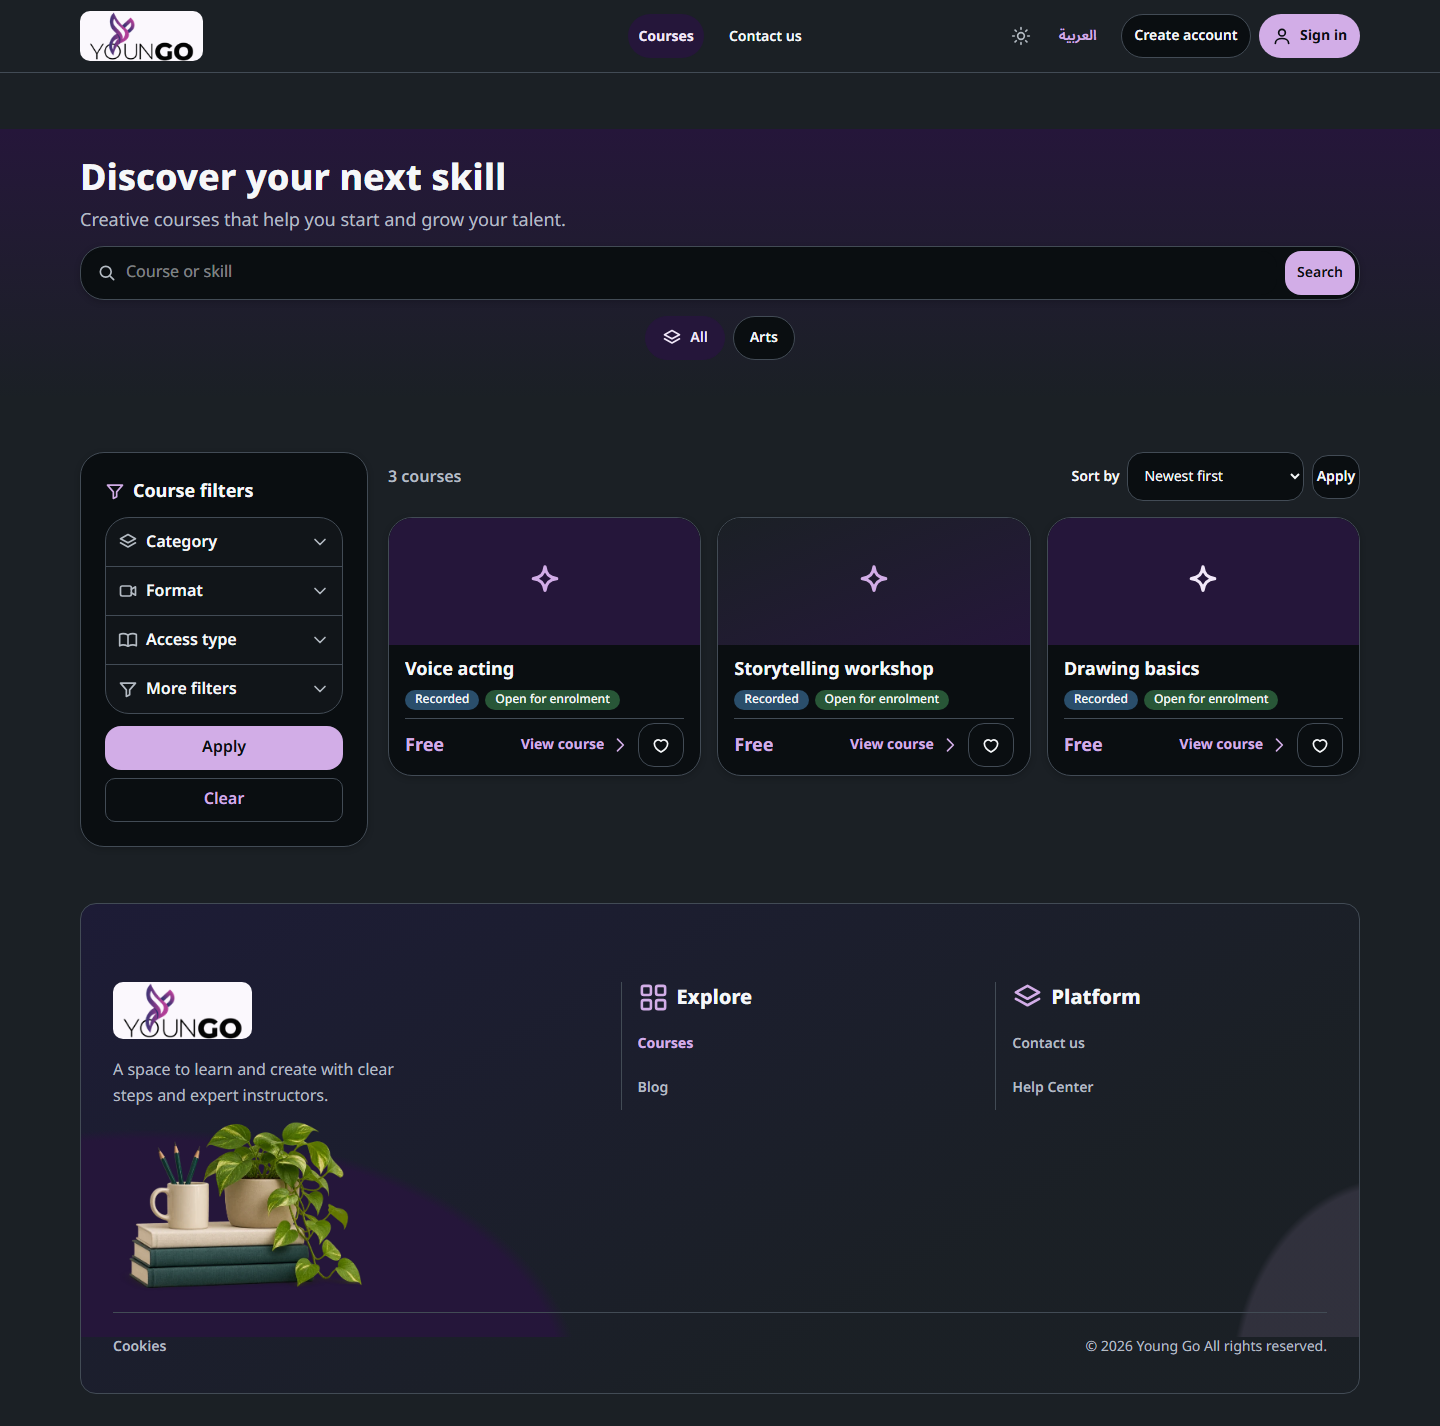 YOUNGO
Courses
Contact us
العربية
Create account
Sign in
Discover your next skill
Creative courses that help you start and grow your talent.
Course or skill
Search
All
Arts
Course filters
Category
Format
Access type
More filters
Apply
Clear
3 courses
Sort by
Newest first
Apply
Voice acting
Recorded
Open for enrolment
Free
View course
Storytelling workshop
Recorded
Open for enrolment
Free
View course
Drawing basics
Recorded
Open for enrolment
Free
View course
YOUNGO
A space to learn and create with clear
steps and expert instructors.
Explore
Courses
Blog
Platform
Contact us
Help Center
Cookies
© 2026 Young Go All rights reserved.